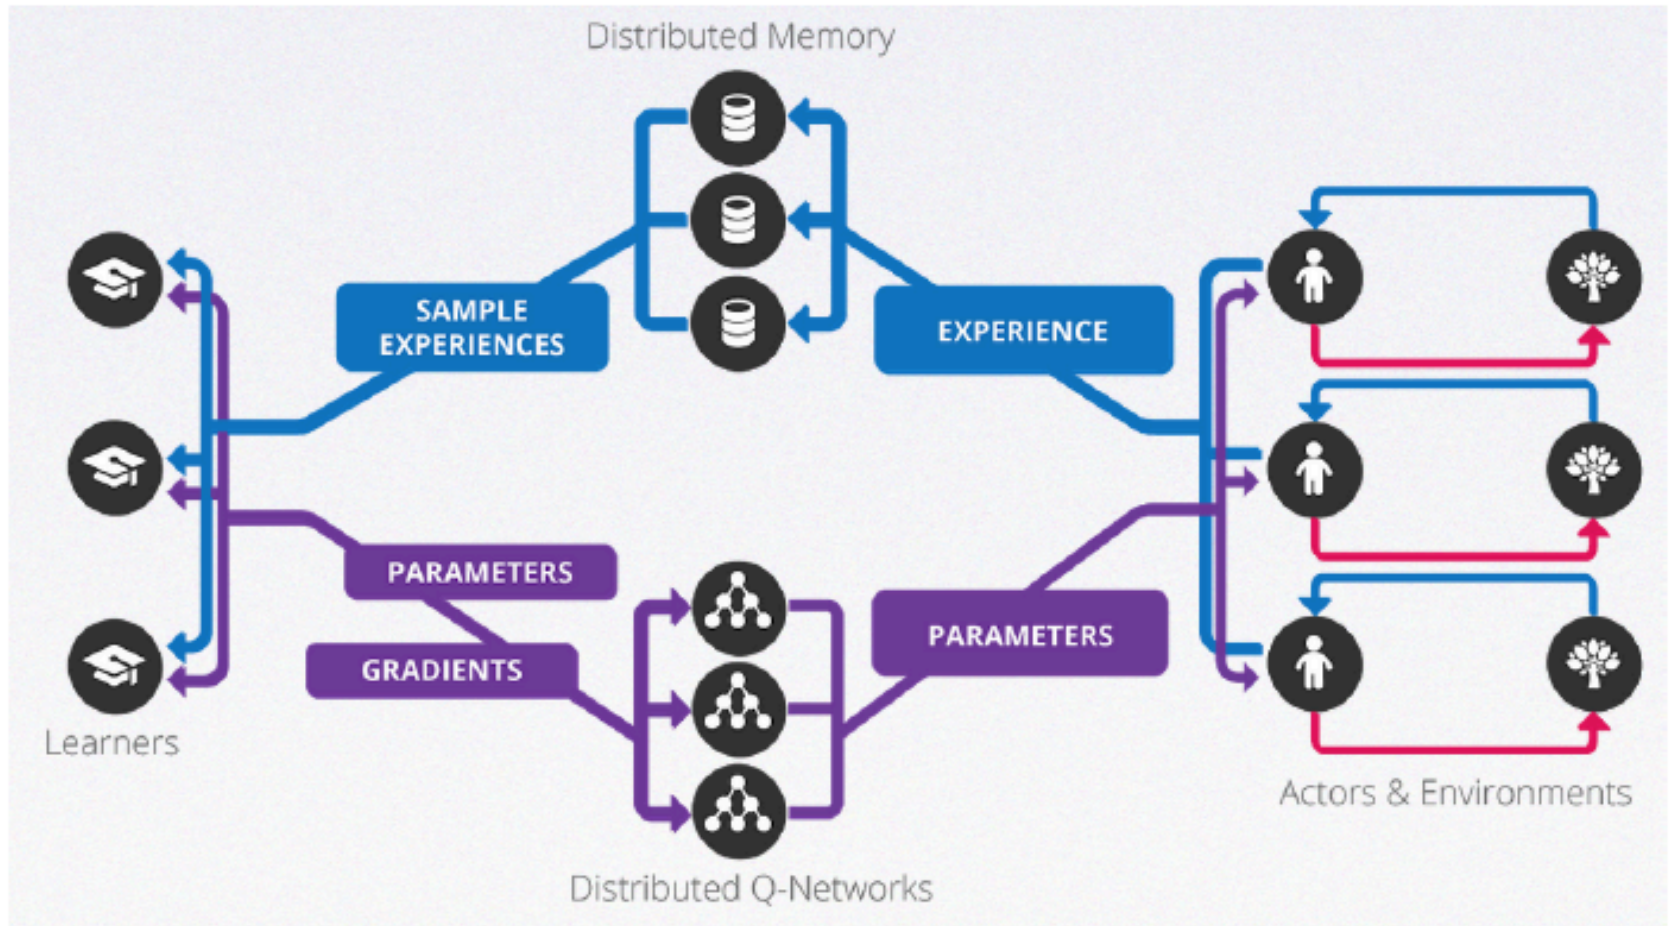 Distributed Memory
SAMPLE
EXPERIENCES
EXPERIENCE
PARAMETERS
GRADIENTS
PARAMETERS
Learners
Actors & Environments
Distributed Q-Networks